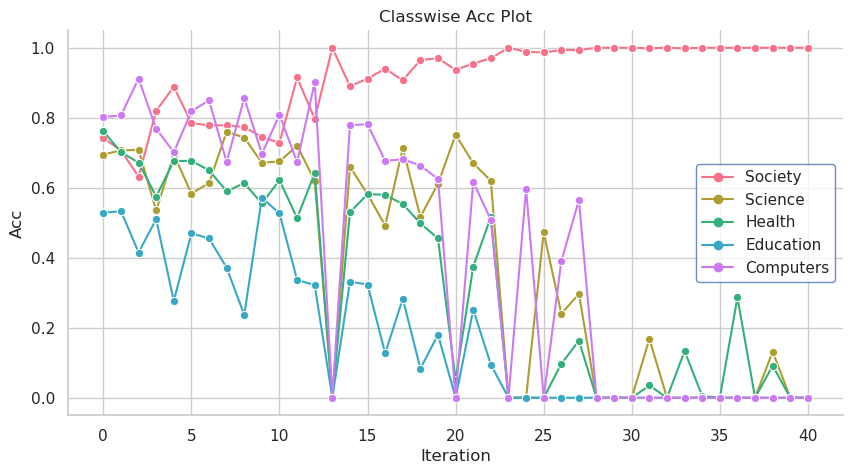 Classwise Acc Plot
Acc
1.0
0.8
0.6
0.4
0.2
0.0
Society
Science
Health
Education
Computers
0 5 10 15 20 25 30 35 40
Iteration